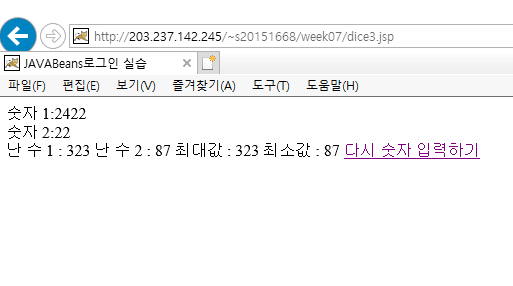 http://203.237.142.245/~s20151668/week07/dice3.jsp
JAVABeans로그인 실습
파일(F) 편집(E) 보기(V) 즐겨찾기(A) 도구(T) 도움말(H)
숫자 1:2422
숫자 2:22
난 수 1 : 323 난 수 2 : 87 최대값 : 323 최소값 : 87 다시 숫자 입력하기